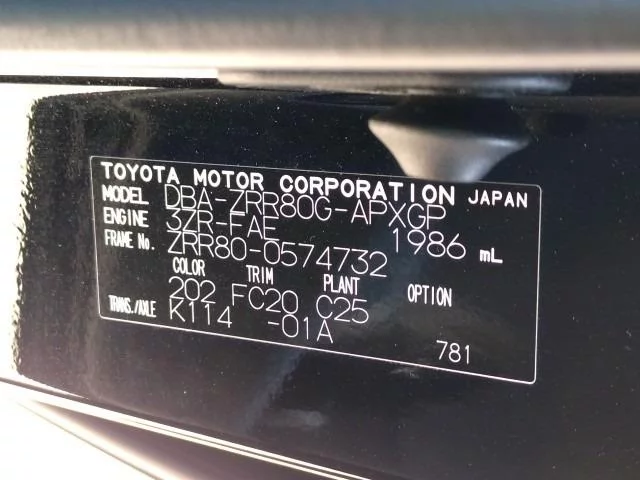 TOYOTA MOTOR CORPORATION JAPAN
MODEL DBA-ZRR80G-APXGP
ENGINE 3ZR-FAE 1986 mL
FRAME No. ZRR80-0574732
COLOR TRIM PLANT OPTION
202 FC20 C25
TRANS./AXLE K114 -01A
781